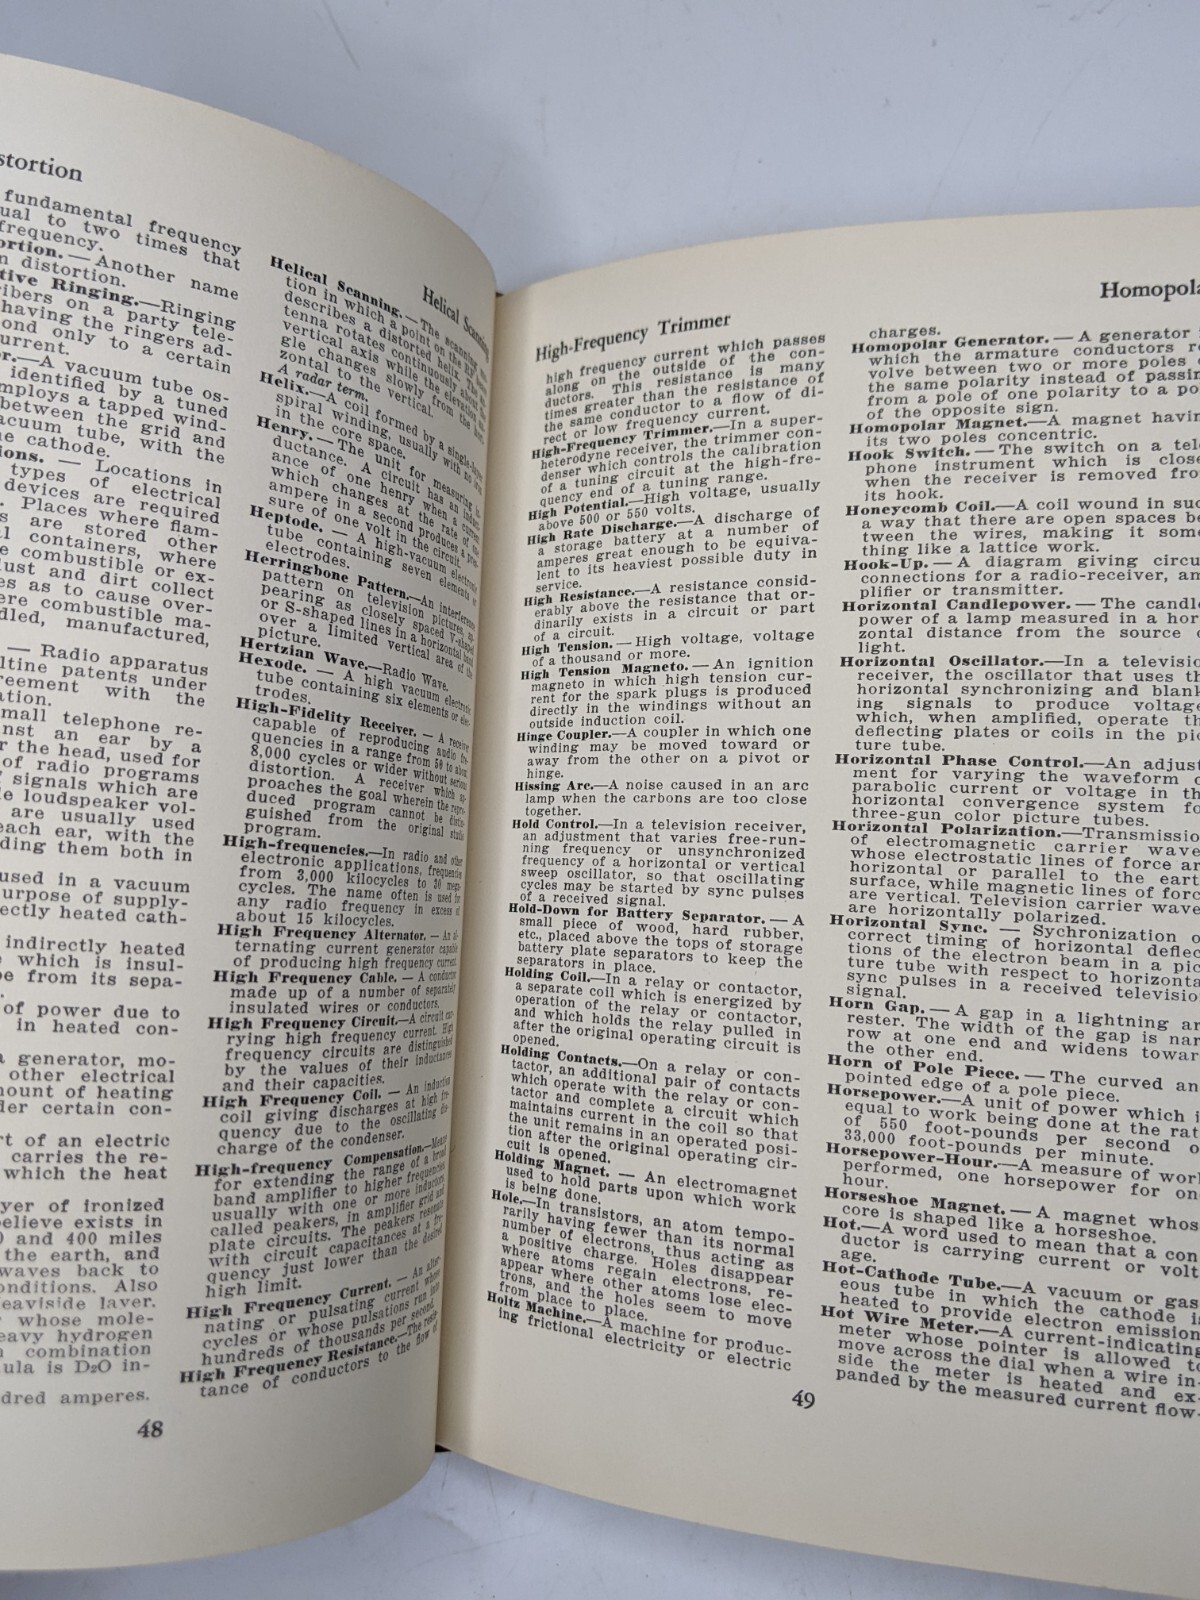 stortion
fundamental frequency
ual to two times that
frequency.
ortion. — Another name
n distortion.
tive Ringing.—Ringing
ribers on a party tele-
having the ringers ad-
ond only to a certain
urrent.
or.—A vacuum tube os-
identified by a tuned
mploys a tapped wind-
between the grid and
acuum tube, with the
e cathode.
ions. — Locations in
types of electrical
devices are required
. Places where flam-
s are stored other
l containers, where
e combustible or ex-
lust and dirt collect
es as to cause over-
ere combustible ma-
dled, manufactured,
— Radio apparatus
ltine patents under
reement with the
ation.
small telephone re-
nst an ear by a
r the head, used for
of radio programs
signals which are
le loudspeaker vol-
are usually used
each ear, with the
ding them both in
used in a vacuum
urpose of supply-
ectly heated cath-
indirectly heated
e which is insul-
be from its sepa-
of power due to
in heated con-
a generator, mo-
other electrical
mount of heating
der certain con-
rt of an electric
carries the re-
which the heat
yer of ionized
believe exists in
0 and 400 miles
the earth, and
waves back to
onditions. Also
eaviside layer.
whose mole-
eavy hydrogen
n combination
ula is D2O in-
dred amperes.
48
Helical Scanning
Helical Scanning. — The scanning
tion in which a point on the
describes a distorted helix. The
tenna rotates continuously about the
vertical axis while the elevation
gle changes slowly from the
zontal to the vertical.
A radar term.
Helix.—A coil formed by a single-layer
spiral winding, usually with no iron
in the core space.
Henry. — The unit for measuring in-
ductance. A circuit has an induct-
ance of one henry when a current
which changes at the rate of one
ampere in a second produces a pres-
sure of one volt in the circuit.
Heptode. — A high-vacuum electronic
tube containing seven elements or
electrodes.
Herringbone Pattern.—An interference
pattern on television pictures, ap-
pearing as closely spaced V-shaped
or S-shaped lines in a horizontal band
over a limited vertical area of the
picture.
Hertzian Wave.—Radio Wave.
Hexode. — A high vacuum electronic
tube containing six elements or elec-
trodes.
High-Fidelity Receiver. — A receiver
capable of reproducing audio fre-
quencies in a range from 50 to about
8,000 cycles or wider without serious
distortion. A receiver which ap-
proaches the goal wherein the repro-
duced program cannot be distin-
guished from the original studio
program.
High-frequencies.—In radio and other
electronic applications, frequencies
from 3,000 kilocycles to 30 mega-
cycles. The name often is used for
any radio frequency in excess of
about 15 kilocycles.
High Frequency Alternator. — An al-
ternating current generator capable
of producing high frequency current.
High Frequency Cable. — A conductor
made up of a number of separately
insulated wires or conductors.
High Frequency Circuit.—A circuit car-
rying high frequency current. High
frequency circuits are distinguished
by the values of their inductances
and their capacities.
High Frequency Coil. — An induction
coil giving discharges at high fre-
quency due to the oscillating dis-
charge of the condenser.
High-frequency Compensation.—Means
for extending the range of a broad
band amplifier to higher frequencies
usually with one or more inductors
called peakers, in amplifier grid and
plate circuits. The peakers resonate
with circuit capacitances at a fre-
quency just lower than the desired
high limit.
High Frequency Current. — An alter-
nating or pulsating current whose
cycles or whose pulsations run into
hundreds of thousands per second.
High Frequency Resistance.—The resis-
tance of conductors to the flow of
High-Frequency Trimmer
high frequency current which passes
along on the outside of the con-
ductors. This resistance is many
times greater than the resistance of
the same conductor to a flow of di-
rect or low frequency current.
High-Frequency Trimmer.—In a super-
heterodyne receiver, the trimmer con-
denser which controls the calibration
of a tuning circuit at the high-fre-
quency end of a tuning range.
High Potential.—High voltage, usually
above 500 or 550 volts.
High Rate Discharge.—A discharge of
a storage battery at a number of
amperes great enough to be equiva-
lent to its heaviest possible duty in
service.
High Resistance.—A resistance consid-
erably above the resistance that or-
dinarily exists in a circuit or part
of a circuit.
High Tension. — High voltage, voltage
of a thousand or more.
High Tension Magneto. — An ignition
magneto in which high tension cur-
rent for the spark plugs is produced
directly in the windings without an
outside induction coil.
Hinge Coupler.—A coupler in which one
winding may be moved toward or
away from the other on a pivot or
hinge.
Hissing Arc.—A noise caused in an arc
lamp when the carbons are too close
together.
Hold Control.—In a television receiver,
an adjustment that varies free-run-
ning frequency or unsynchronized
frequency of a horizontal or vertical
sweep oscillator, so that oscillating
cycles may be started by sync pulses
of a received signal.
Hold-Down for Battery Separator. — A
small piece of wood, hard rubber,
etc., placed above the tops of storage
battery plate separators to keep the
separators in place.
Holding Coil.—In a relay or contactor,
a separate coil which is energized by
operation of the relay or contactor,
and which holds the relay pulled in
after the original operating circuit is
opened.
Holding Contacts.—On a relay or con-
tactor, an additional pair of contacts
which operate with the relay or con-
tactor and complete a circuit which
maintains current in the coil so that
the unit remains in an operated posi-
tion after the original operating cir-
cuit is opened.
Holding Magnet. — An electromagnet
used to hold parts upon which work
is being done.
Hole.—In transistors, an atom tempo-
rarily having fewer than its normal
number of electrons, thus acting as
a positive charge. Holes disappear
where atoms regain electrons, re-
appear where other atoms lose elec-
trons, and the holes seem to move
from place to place.
Holtz Machine.—A machine for produc-
ing frictional electricity or electric
49
Homopola
charges.
Homopolar Generator. — A generator
which the armature conductors re
volve between two or more poles
the same polarity instead of passin
from a pole of one polarity to a po
of the opposite sign.
Homopolar Magnet.—A magnet havin
its two poles concentric.
Hook Switch. — The switch on a tele
phone instrument which is close
when the receiver is removed fro
its hook.
Honeycomb Coil.—A coil wound in suc
a way that there are open spaces be
tween the wires, making it some
thing like a lattice work.
Hook-Up. — A diagram giving circu
connections for a radio-receiver, am
plifier or transmitter.
Horizontal Candlepower. — The candle
power of a lamp measured in a hor
zontal distance from the source o
light.
Horizontal Oscillator.—In a televisio
receiver, the oscillator that uses th
horizontal synchronizing and blank
ing signals to produce voltage
which, when amplified, operate th
deflecting plates or coils in the pic
ture tube.
Horizontal Phase Control.—An adjust
ment for varying the waveform o
parabolic current or voltage in th
horizontal convergence system fo
three-gun color picture tubes.
Horizontal Polarization.—Transmissio
of electromagnetic carrier wave
whose electrostatic lines of force ar
horizontal or parallel to the eart
surface, while magnetic lines of forc
are vertical. Television carrier wave
are horizontally polarized.
Horizontal Sync. — Sychronization o
correct timing of horizontal deflec
tions of the electron beam in a pic
ture tube with respect to horizonta
sync pulses in a received televisio
signal.
Horn Gap. — A gap in a lightning ar
rester. The width of the gap is nar
row at one end and widens towar
the other end.
Horn of Pole Piece. — The curved an
pointed edge of a pole piece.
Horsepower.—A unit of power which i
equal to work being done at the rat
of 550 foot-pounds per second o
33,000 foot-pounds per minute.
Horsepower-Hour.—A measure of work
performed, one horsepower for on
hour.
Horseshoe Magnet. — A magnet whos
core is shaped like a horseshoe.
Hot.—A word used to mean that a con
ductor is carrying current or volt
age.
Hot-Cathode Tube.—A vacuum or gas
eous tube in which the cathode is
heated to provide electron emission
Hot Wire Meter.—A current-indicating
meter whose pointer is allowed to
move across the dial when a wire in-
side the meter is heated and ex-
panded by the measured current flow-